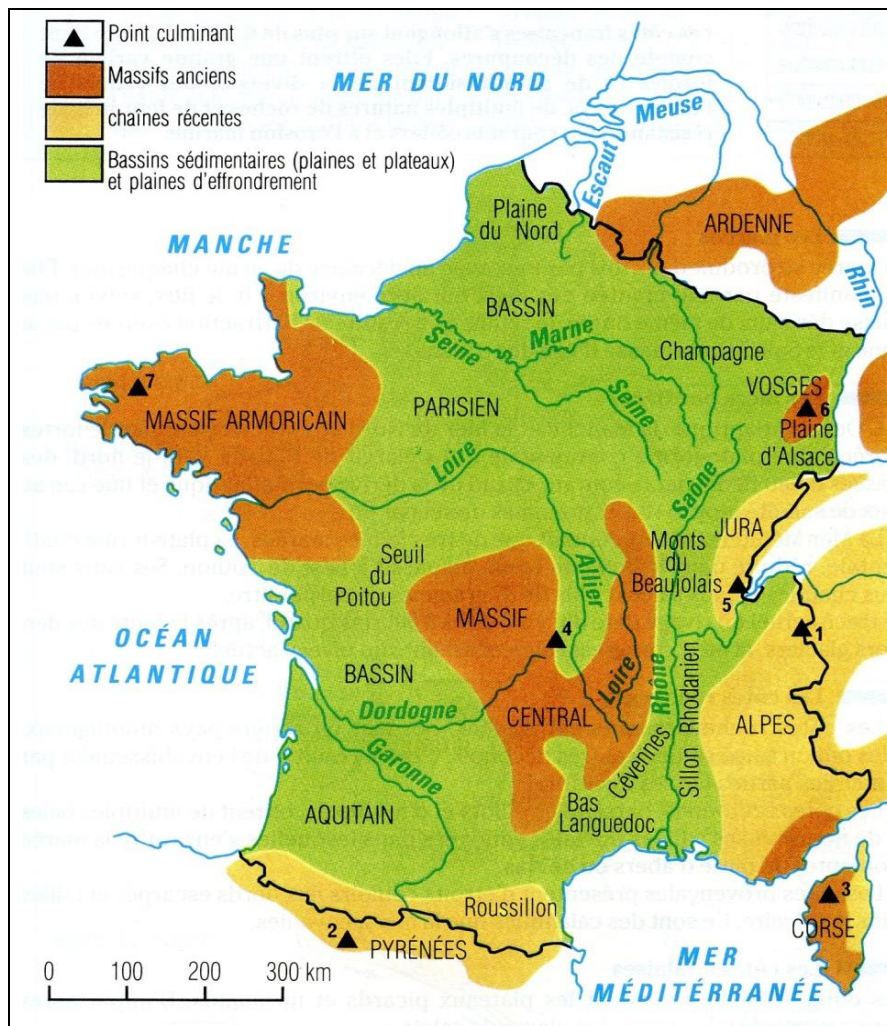 Point culminant
Massifs anciens
chaînes récentes
Bassins sédimentaires (plaines et plateaux)
et plaines d'effrondrement
MER DU NORD
Meuse
Escaut
Plaine
du Nord
ARDENNE
MANCHE
Rhin
BASSIN
Seine
Marne
Champagne
Seine
VOSGES
6
Plaine
d'Alsace
7
MASSIF ARMORICAIN
PARISIEN
Loire
Saône
JURA
Monts
du
Beaujolais
5
Seuil
du
Poitou
Allier
MASSIF
4
1
OCÉAN
ATLANTIQUE
BASSIN
Loire
Rhône
Dordogne
CENTRAL
ALPES
Garonne
Cévennes
Sillon Rhodanien
AQUITAIN
Bas
Languedoc
Roussillon
3
CORSE
2
PYRÉNÉES
MER
MÉDITÉRRANÉE
0 100 300 km